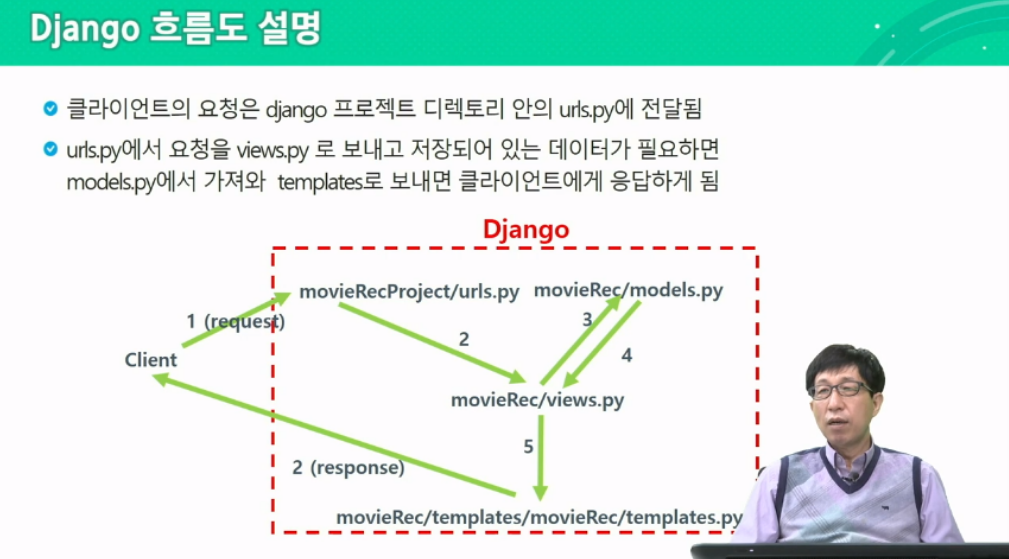 Django 흐름도 설명
클라이언트의 요청은 django 프로젝트 디렉토리 안의 urls.py에 전달됨
urls.py에서 요청을 views.py 로 보내고 저장되어 있는 데이터가 필요하면
models.py에서 가져와 templates로 보내면 클라이언트에게 응답하게 됨
Django
movieRecProject/urls.py movieRec/models.py
1 (request)
3
2
4
Client
movieRec/views.py
5
2 (response)
movieRec/templates/movieRec/templates.py